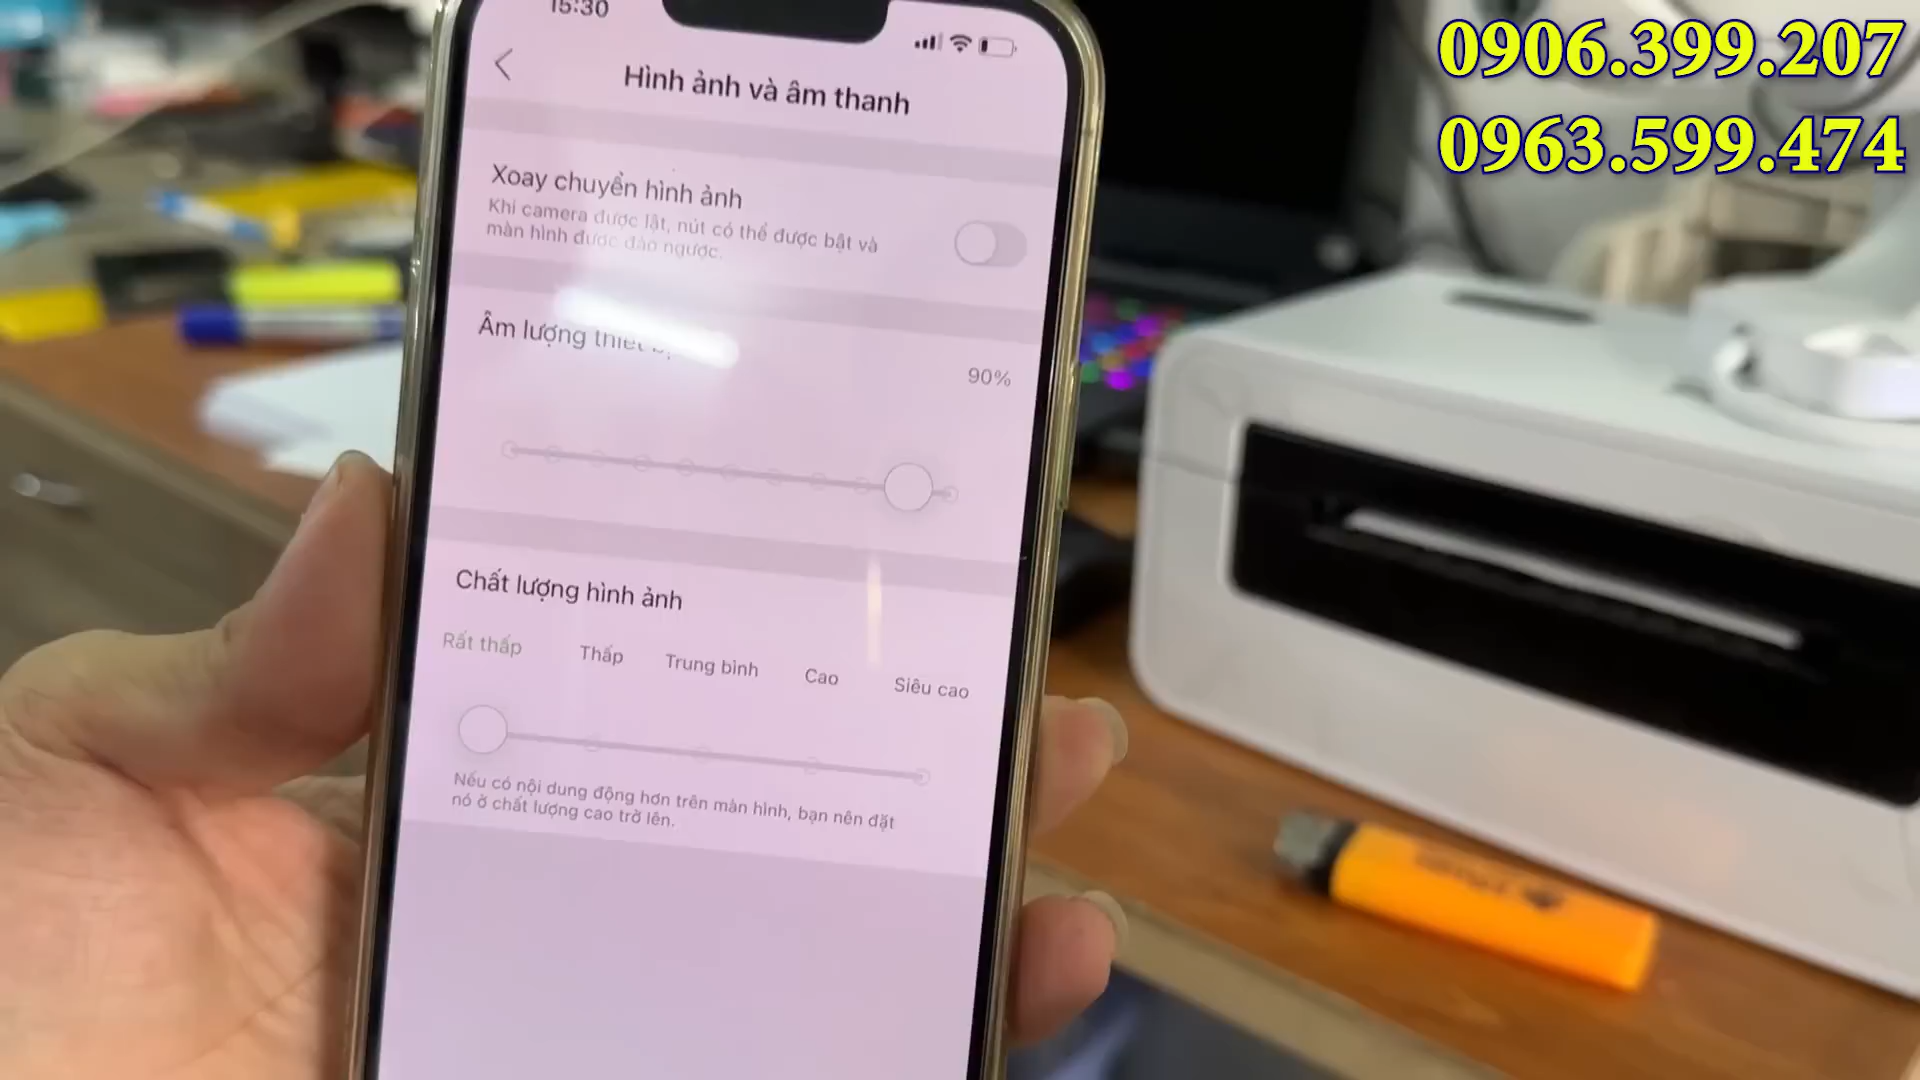 0906.399.207
0963.599.474
15:30
Hình ảnh và âm thanh
Xoay chuyển hình ảnh
Khi camera được lật, nút có thể được bật và
màn hình được đảo ngược.
Âm lượng
90%
Chất lượng hình ảnh
Rất thấp Thấp Trung bình Cao Siêu cao
Nếu có nội dung động hơn trên màn hình, bạn nên đặt
nó ở chất lượng cao trở lên.